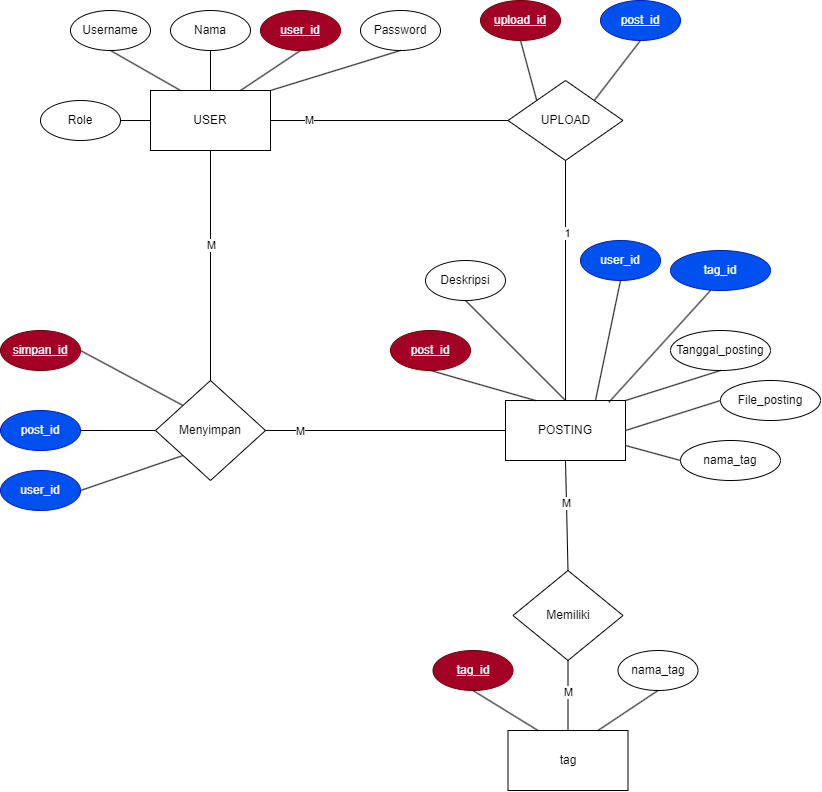 upload_id
post_id
Username
Nama
user_id
Password
Role
USER
M
UPLOAD
1
M
user_id
tag_id
Deskripsi
simpan_id
post_id
Tanggal_posting
File_posting
post_id
Menyimpan
M
POSTING
nama_tag
user_id
M
Memiliki
tag_id
nama_tag
M
tag